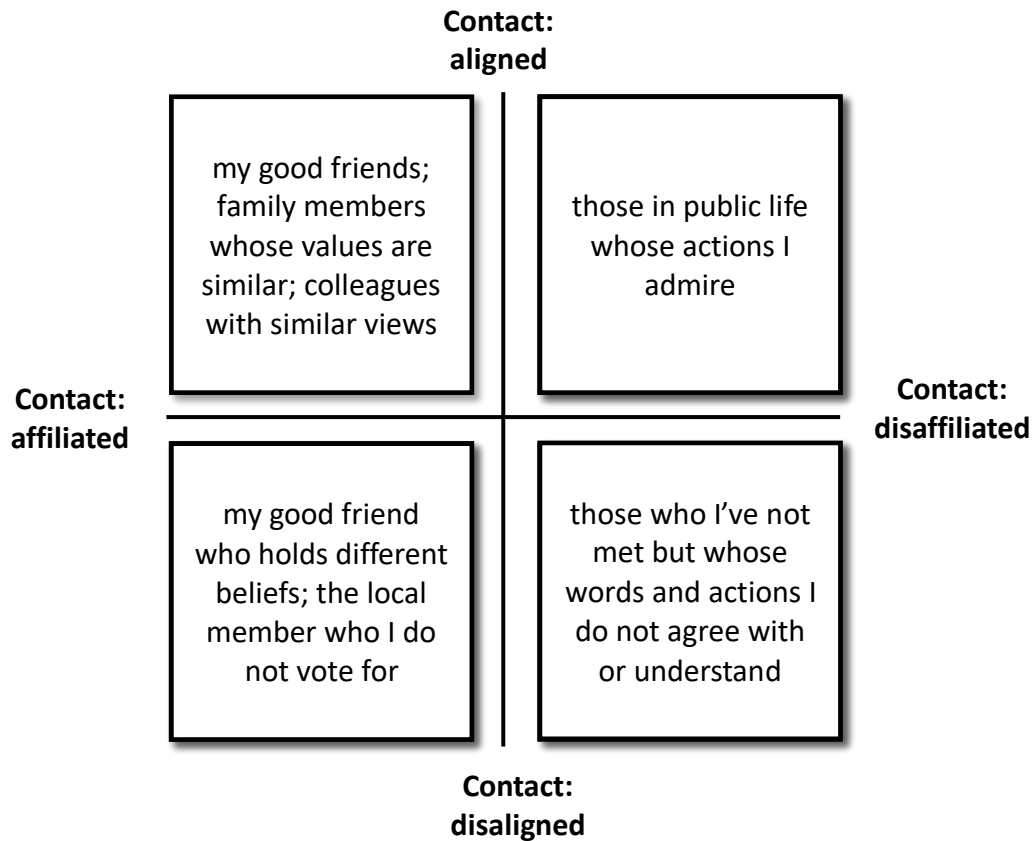 Contact:
aligned
my good friends;
family members
whose values are
similar; colleagues
with similar views
those in public life
whose actions I
admire
Contact:
affiliated
Contact:
disaffiliated
my good friend
who holds different
beliefs; the local
member who I do
not vote for
those who I’ve not
met but whose
words and actions I
do not agree with
or understand
Contact:
disaligned